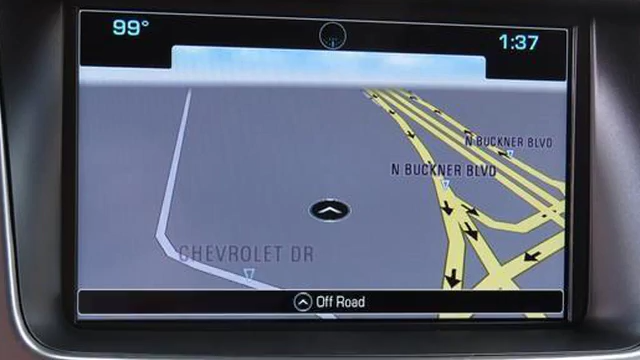 99°
1:37
N BUCKNER BLVD
N BUCKNER BLVD
CHEVROLET DR
Off Road